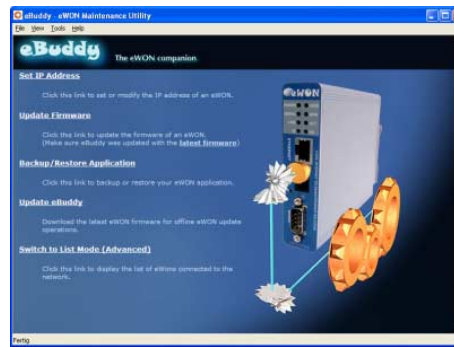 eBuddy - eWON Maintenance Utility
File View Tools Help
eBuddy The eWON companion
Set IP Address
Click this link to set or modify the IP address of an eWON.
Update Firmware
Click this link to update the firmware of an eWON.
(Make sure eBuddy was updated with the latest firmware)
Backup/Restore Application
Click this link to backup or restore your eWON application.
Update eBuddy
Download the latest eWON firmware for offline eWON update
operations.
Switch to List Mode (Advanced)
Click this link to display the list of eWons connected to the
network.
eWON
Fertig